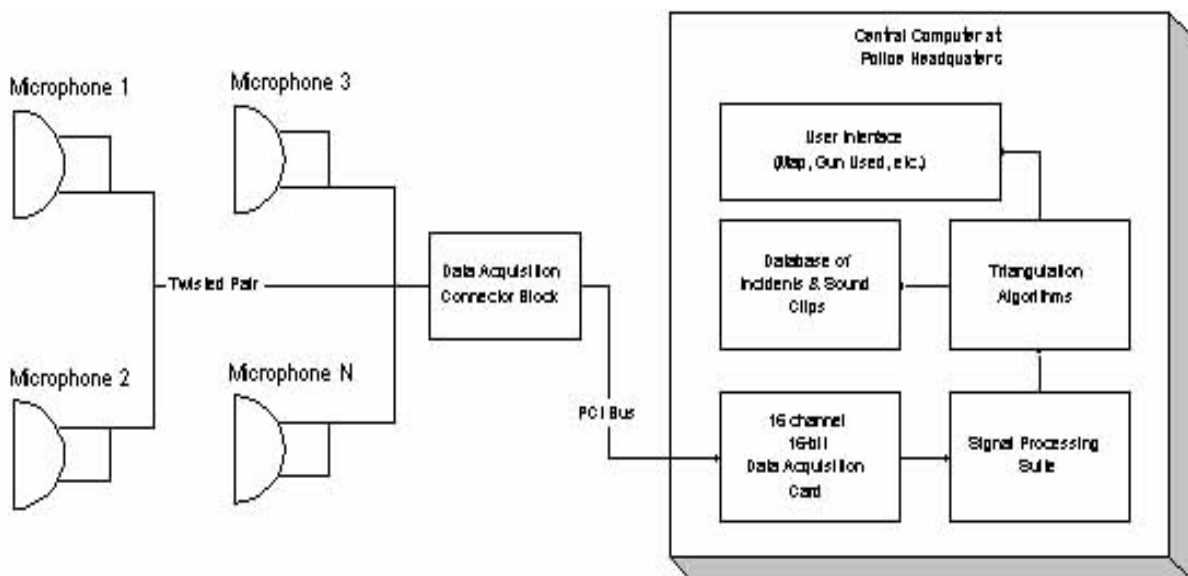 Microphone 1
Microphone 3
Central Computer at
Police Headquaters
User Interface
(Map, Gun Used, etc.)
Twisted Pair
Data Acquisition
Connector Block
Database of
Incidents & Sound
Clips
Triangulation
Algorithms
Microphone 2
Microphone N
PCI Bus
16 channel
16-bit
Data Acquisition
Card
Signal Processing
Suite